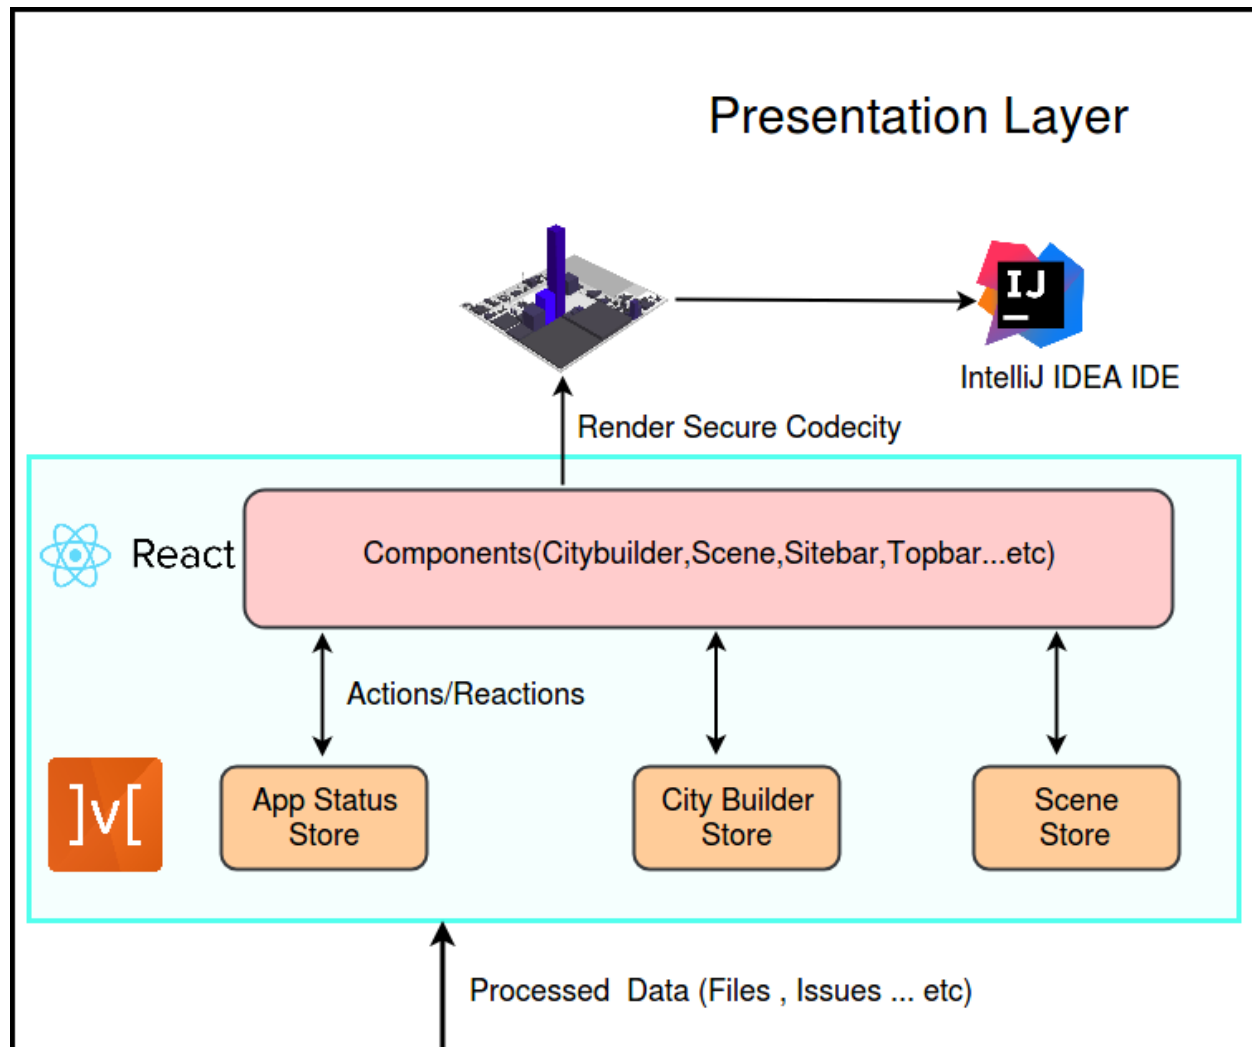 Presentation Layer
IJ
IntelliJ IDEA IDE
Render Secure Codecity
React
Components(Citybuilder,Scene,Sitebar,Topbar...etc)
Actions/Reactions
]v[
App Status
Store
City Builder
Store
Scene
Store
Processed  Data (Files , Issues ... etc)